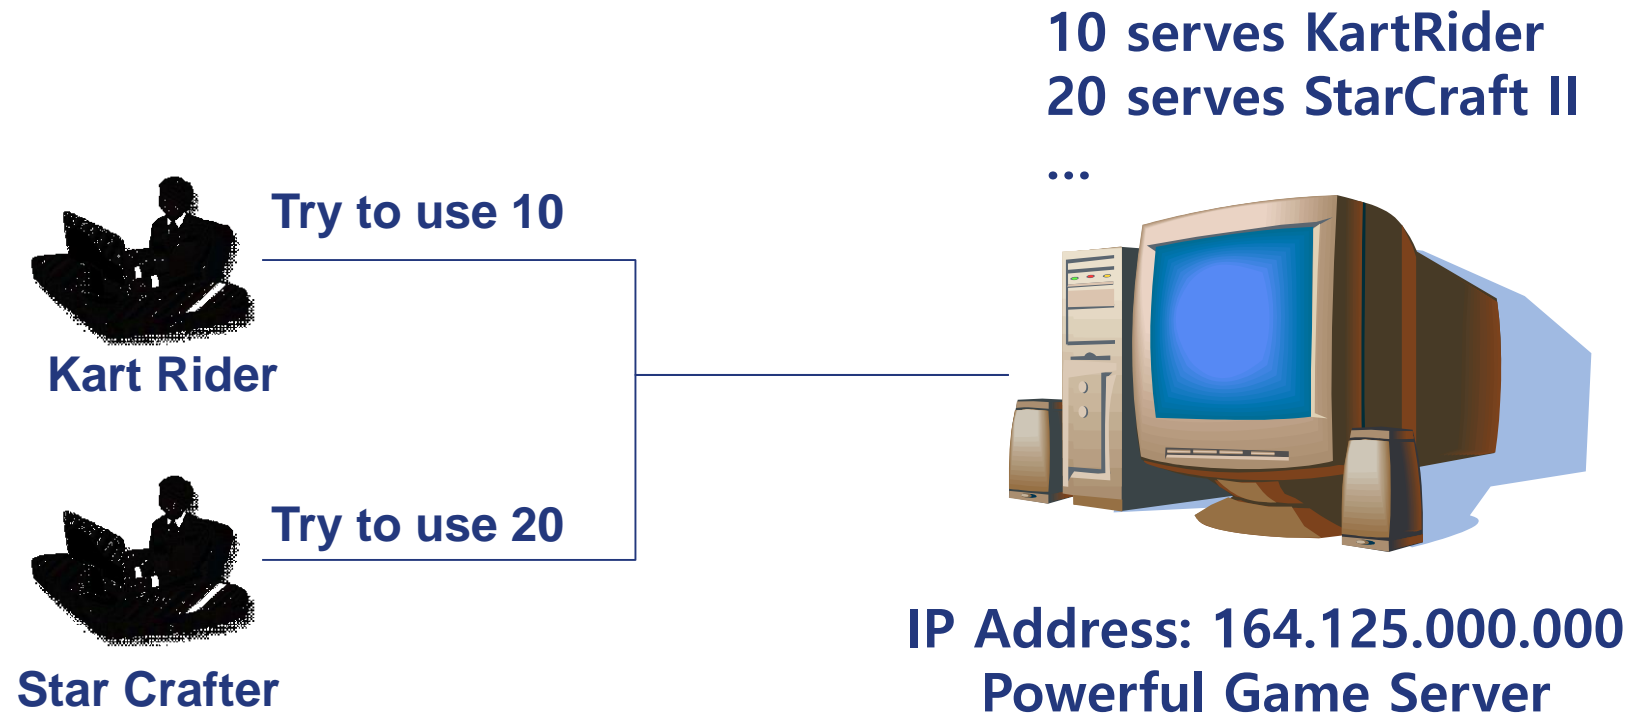 10 serves KartRider
20 serves StarCraft II
...
Try to use 10
Kart Rider
Try to use 20
Star Crafter
IP Address: 164.125.000.000
Powerful Game Server